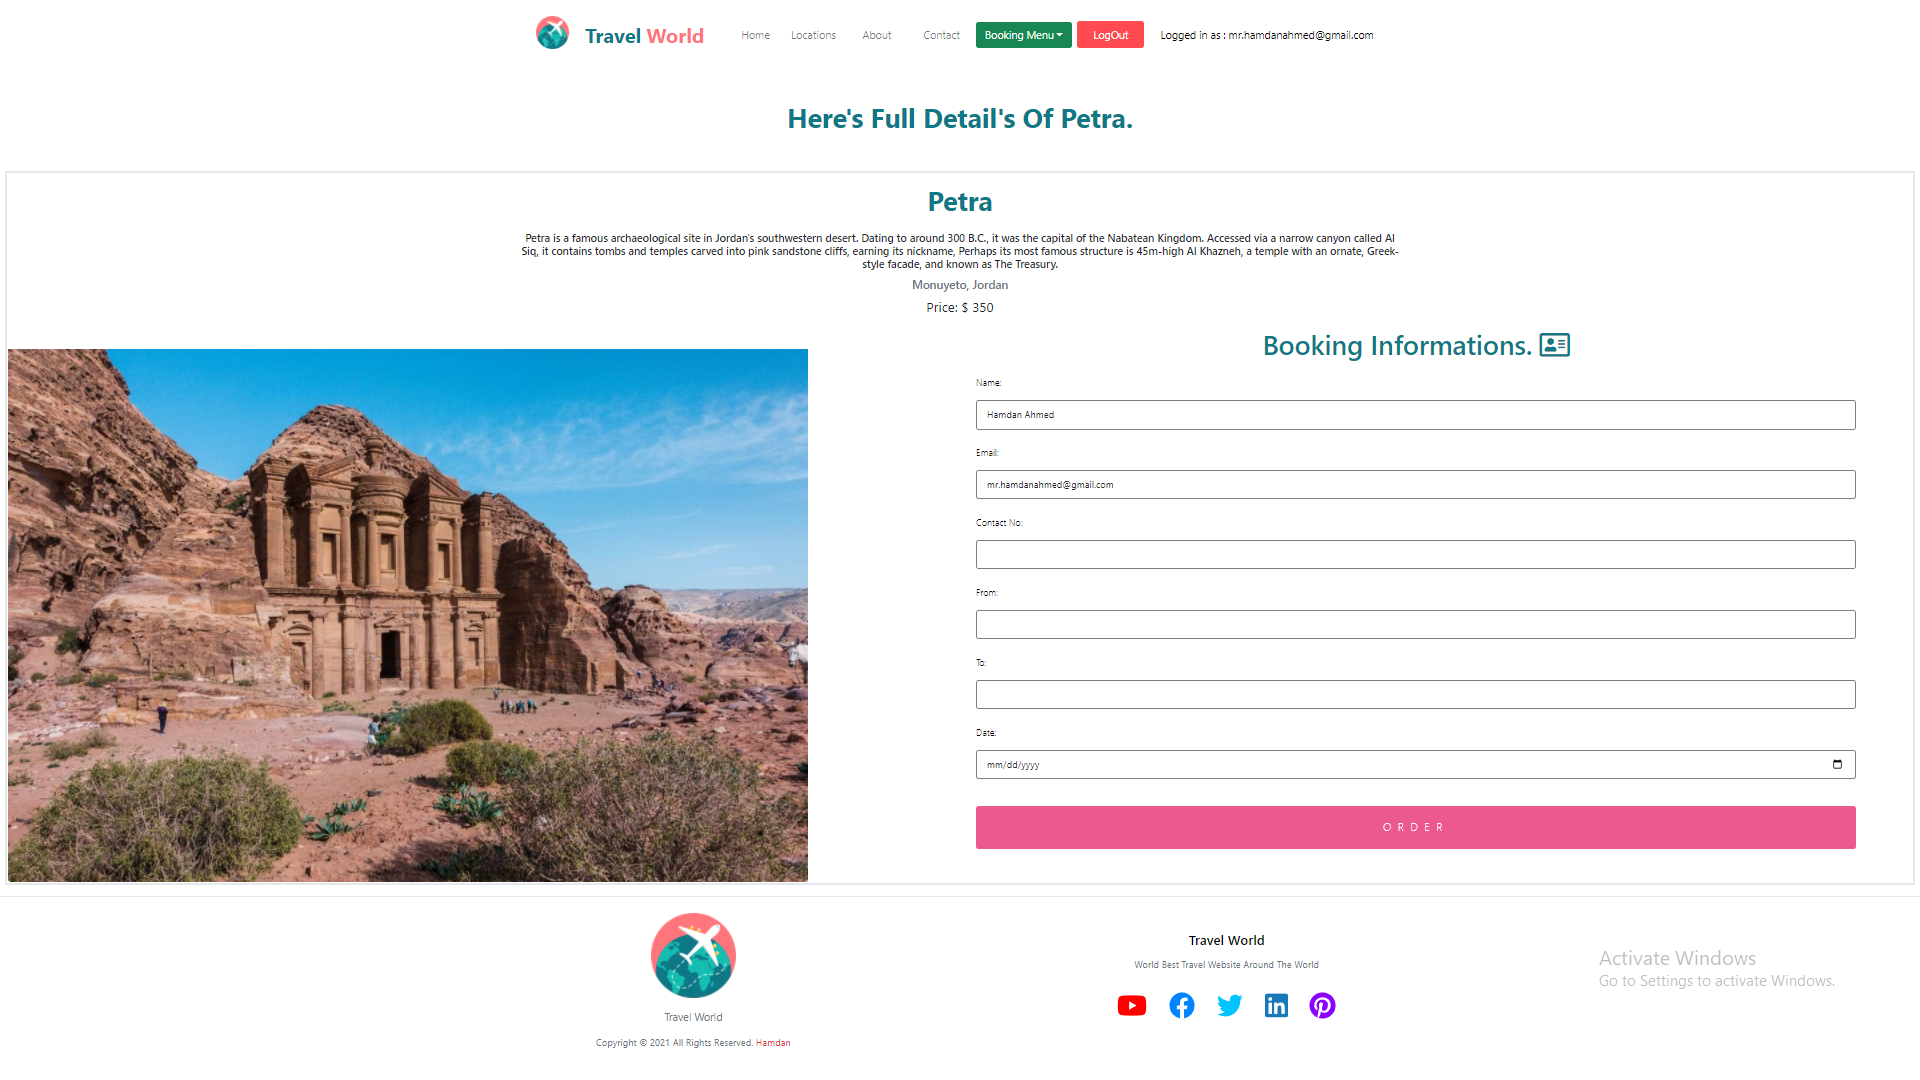 Travel World
Home
Locations
About
Contact
Booking Menu
LogOut
Logged in as : mr.hamdanahmed@gmail.com
Here's Full Detail's Of Petra.
Petra
Petra is a famous archaeological site in Jordan's southwestern desert. Dating to around 300 B.C., it was the capital of the Nabatean Kingdom. Accessed via a narrow canyon called Al
Siq, it contains tombs and temples carved into pink sandstone cliffs, earning its nickname, Perhaps its most famous structure is 45m-high Al Khazneh, a temple with an ornate, Greek-
style facade, and known as The Treasury.
Monuyeto, Jordan
Price: $ 350
Booking Informations.
Name:
Hamdan Ahmed
Email:
mr.hamdanahmed@gmail.com
Contact No:
From:
To:
Date:
mm/dd/yyyy
ORDER
Travel World
Copyright © 2021 All Rights Reserved. Hamdan
Travel World
World Best Travel Website Around The World
Activate Windows
Go to Settings to activate Windows.